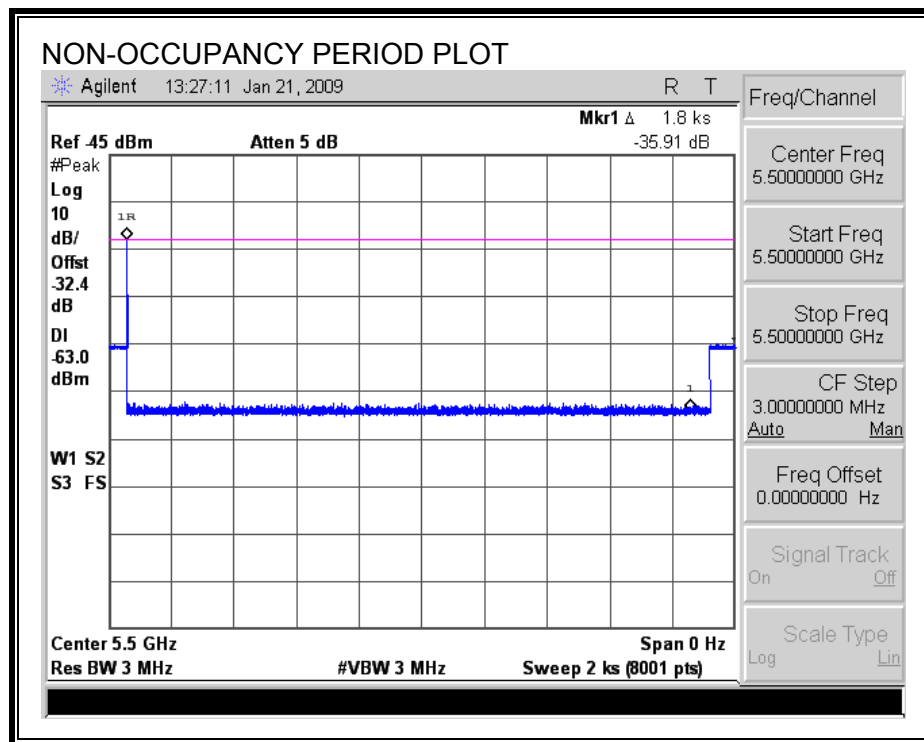 NON-OCCUPANCY PERIOD PLOT
Agilent 13:27:11 Jan 21, 2009 R T
Mkr1 Δ 1.8 ks
Ref -45 dBm Atten 5 dB -35.91 dB
#Peak
Log
10
dB/
Offst
-32.4
dB
DI
-63.0
dBm
1R
1
W1 S2
S3 FS
Center 5.5 GHz Span 0 Hz
Res BW 3 MHz #VBW 3 MHz Sweep 2 ks (8001 pts)
Freq/Channel
Center Freq
5.50000000 GHz
Start Freq
5.50000000 GHz
Stop Freq
5.50000000 GHz
CF Step
3.00000000 MHz
Auto Man
Freq Offset
0.00000000 Hz
Signal Track
On Off
Scale Type
Log Lin